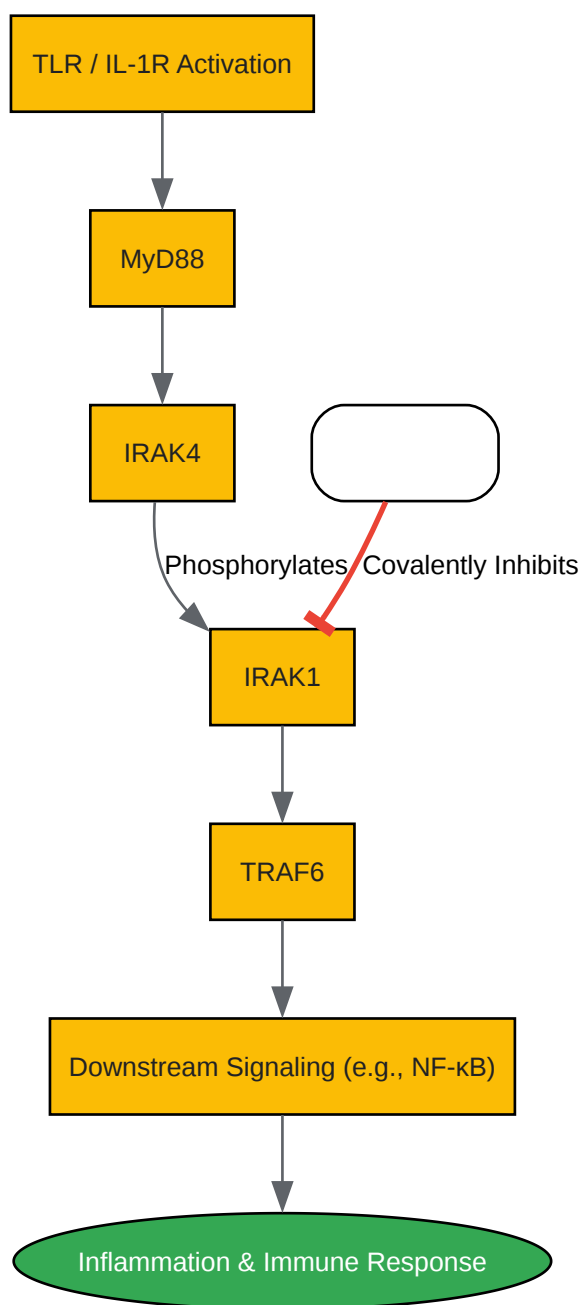 TLR / IL-1R Activation
MyD88
IRAK4
Phosphorylates
Covalently Inhibits
IRAK1
TRAF6
Downstream Signaling (e.g., NF-κB)
Inflammation & Immune Response